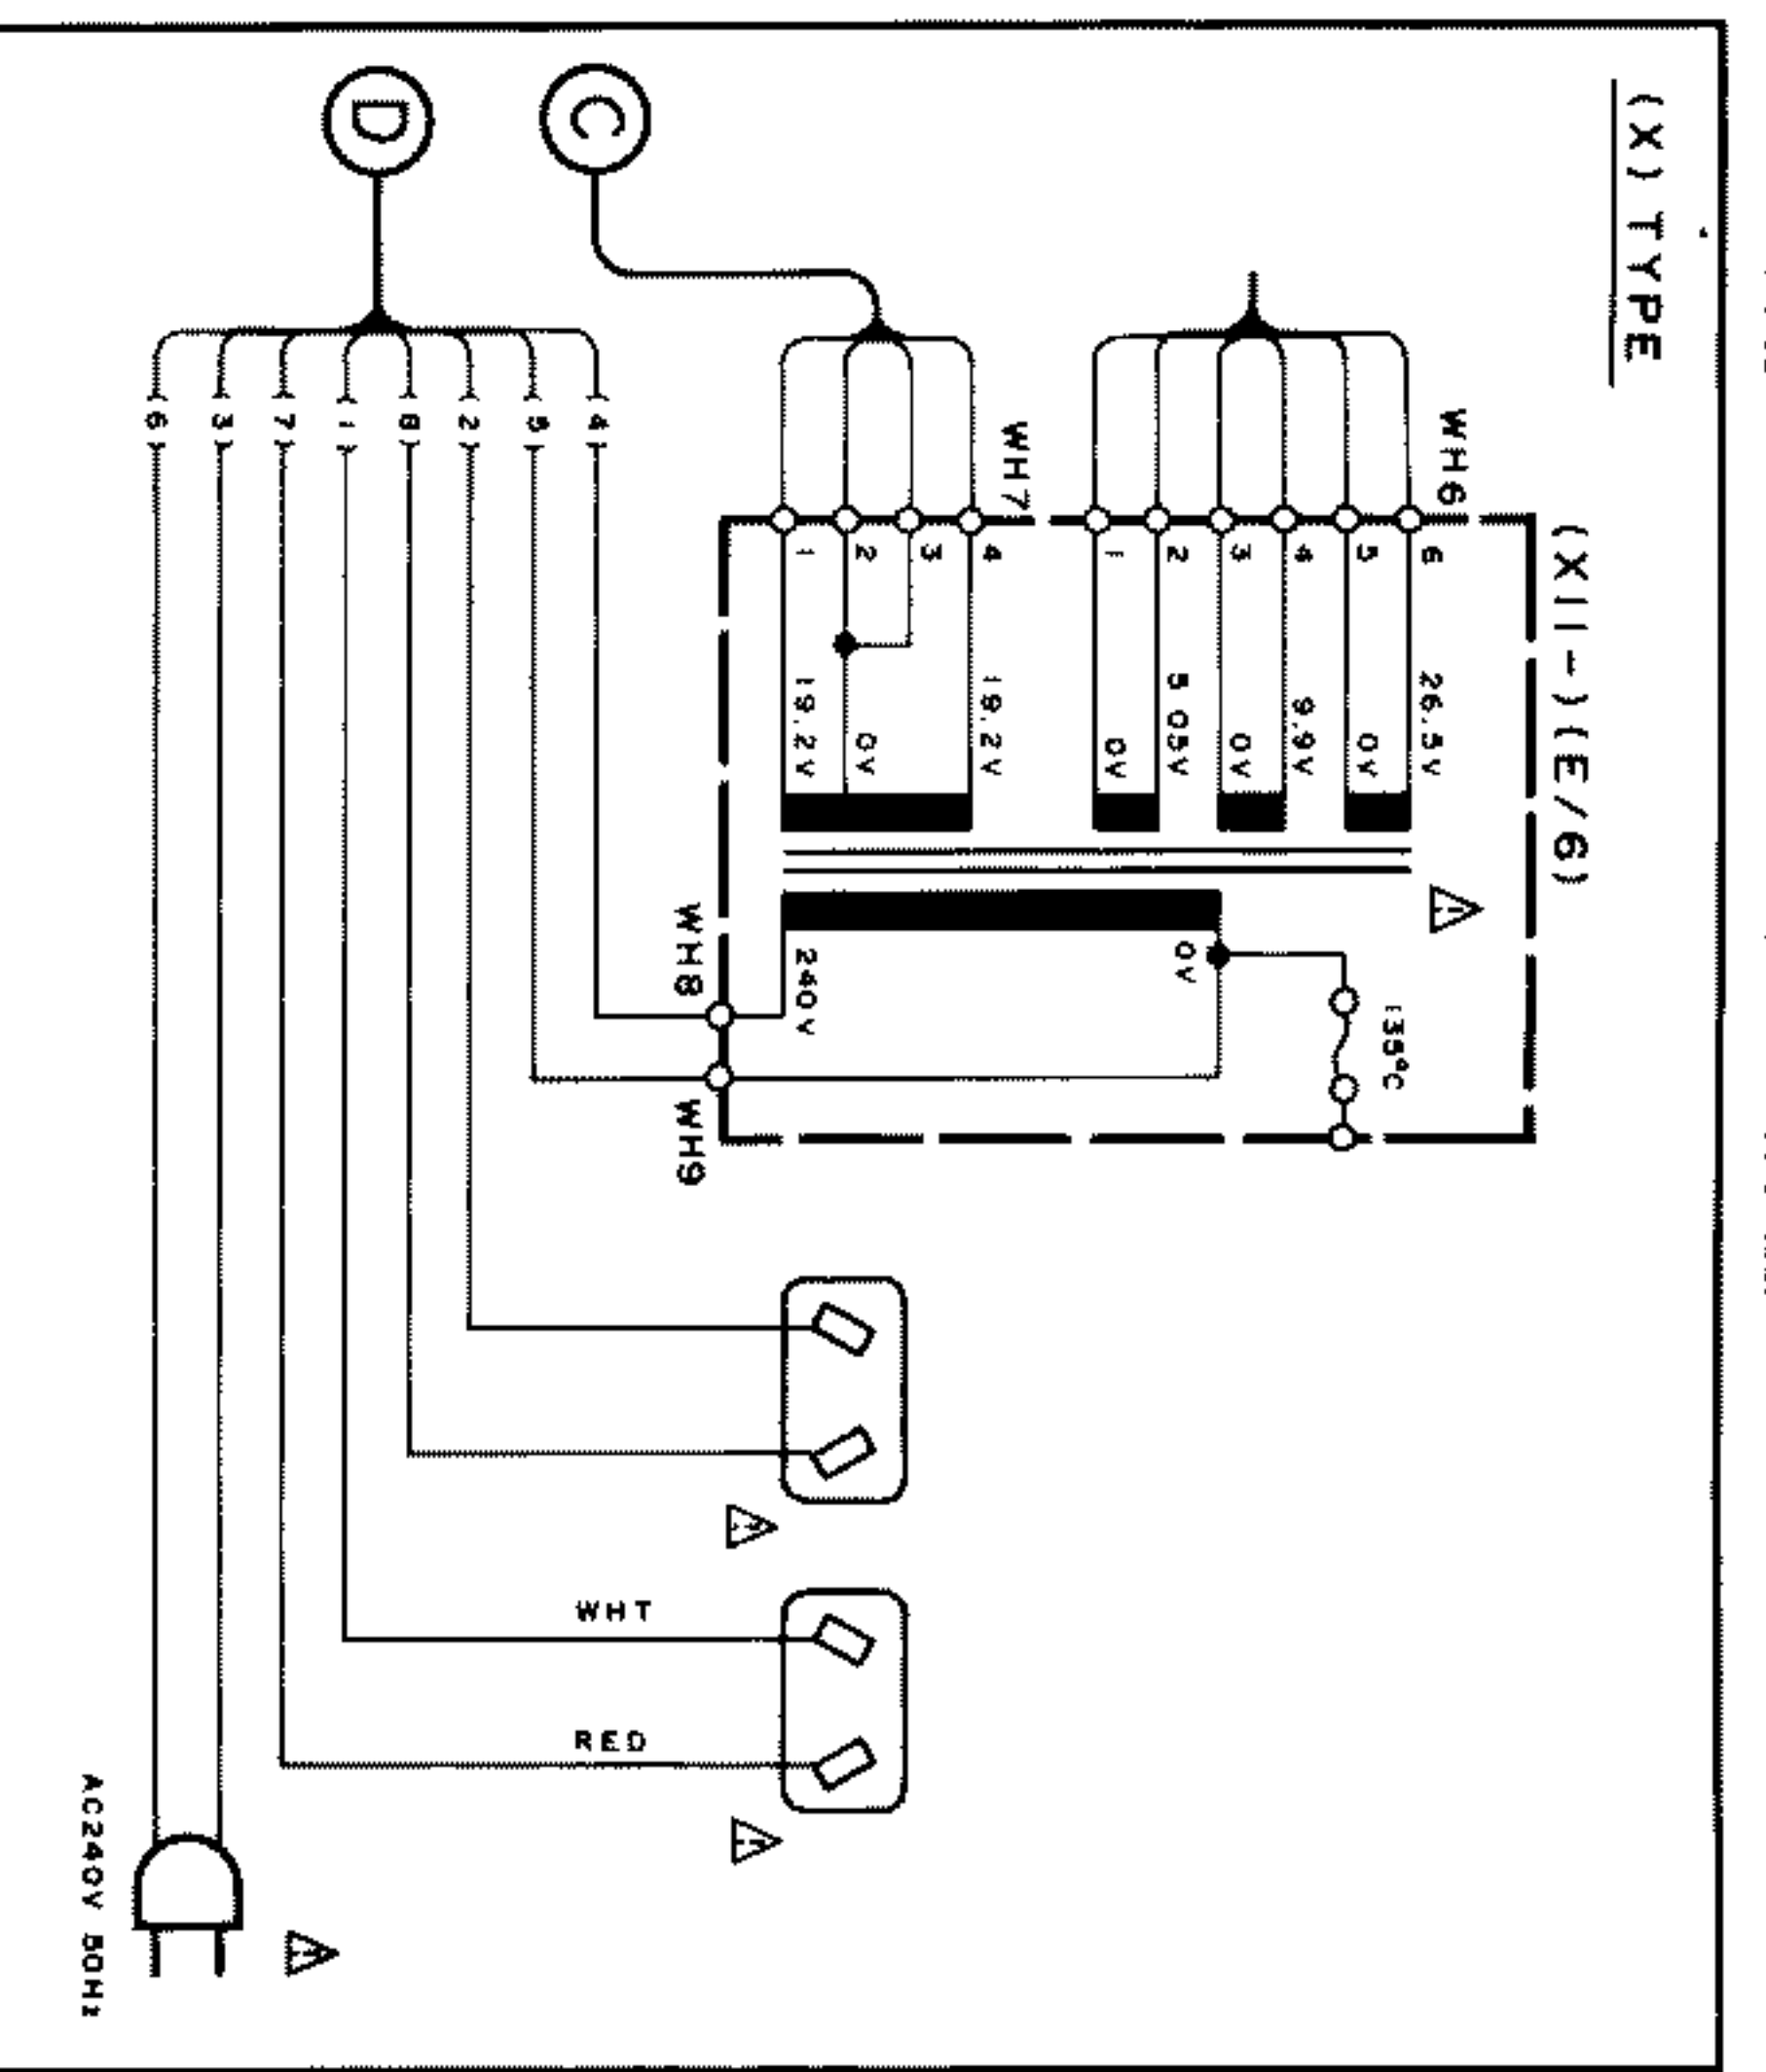 (X) TYPE
(X11-)(E/6)
WH6
6
5
4
3
2
1
26.5V
0V
9.9V
0V
5 05V
0V
WH7
4
3
2
1
19.2V
0V
19.2V
135°C
0V
240V
WH8
WH9
C
D
4
5
2
8
1
7
3
6
WHT
RED
AC240V 50Hz